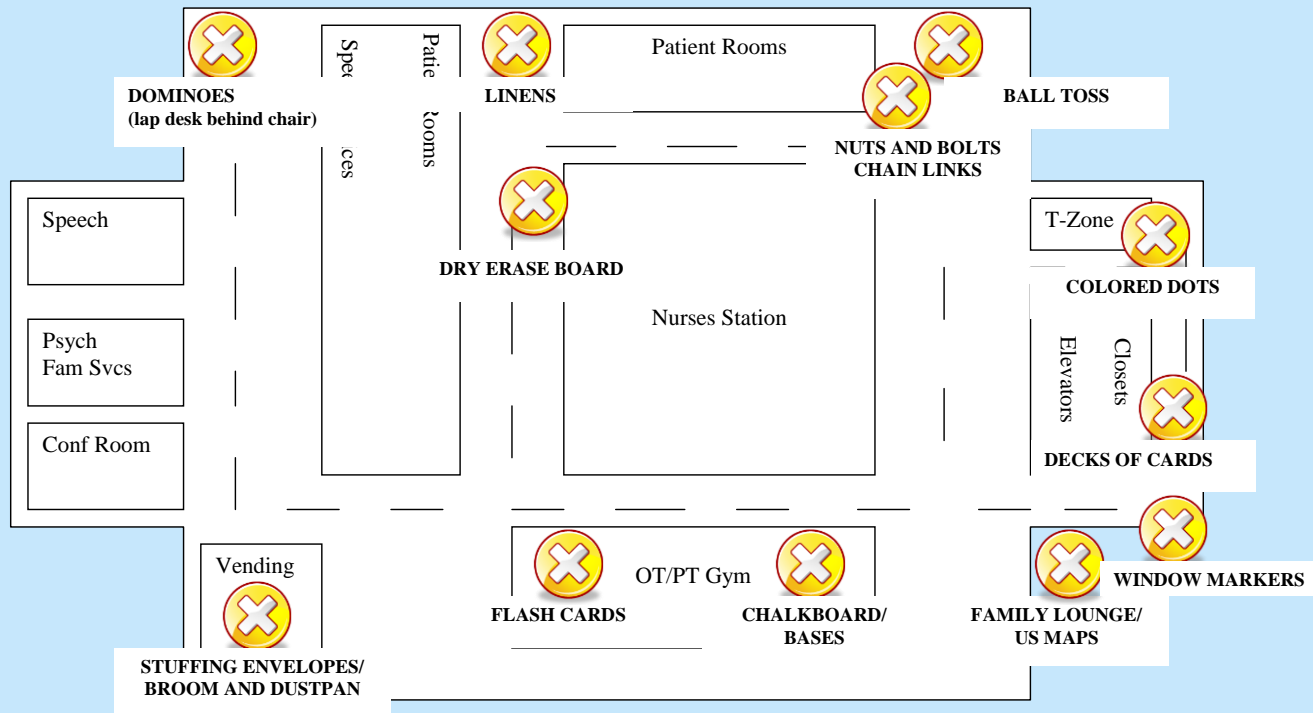 Patient Rooms
DOMINOES
(lap desk behind chair)
LINENS
BALL TOSS
Rooms
NUTS AND BOLTS
CHAIN LINKS
Speech
T-Zone
DRY ERASE BOARD
COLORED DOTS
Nurses Station
Psych
Fam Svcs
Elevators
Closets
Conf Room
DECKS OF CARDS
Vending
OT/PT Gym
WINDOW MARKERS
FLASH CARDS
CHALKBOARD/
BASES
FAMILY LOUNGE/
US MAPS
STUFFING ENVELOPES/
BROOM AND DUSTPAN